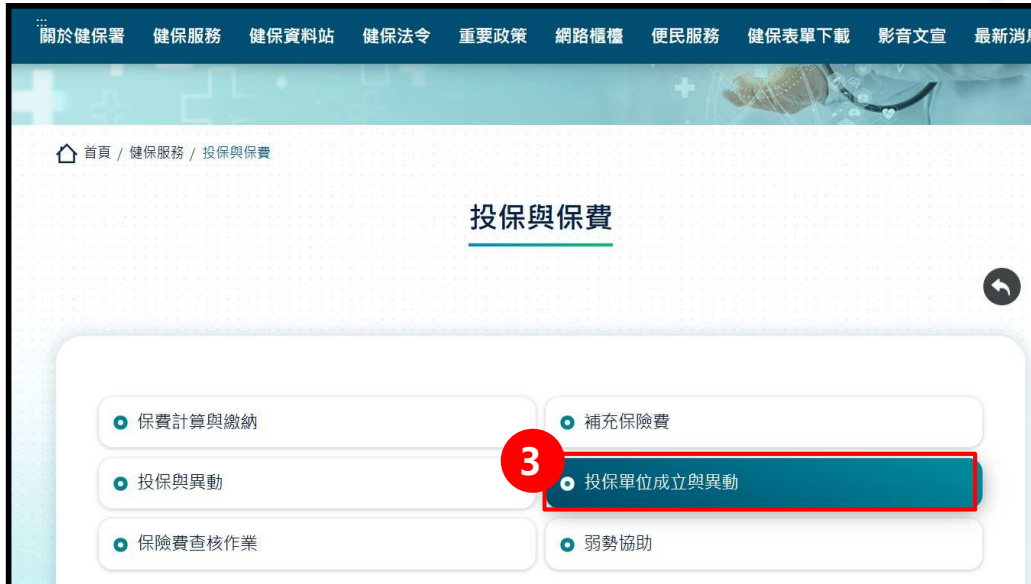 :::
關於健保署 健保服務 健保資料站 健保法令 重要政策 網路櫃檯 便民服務 健保表單下載 影音文宣 最新消息
首頁 / 健保服務 / 投保與保費
投保與保費
保費計算與繳納
補充保險費
投保與異動
3
投保單位成立與異動
保險費查核作業
弱勢協助